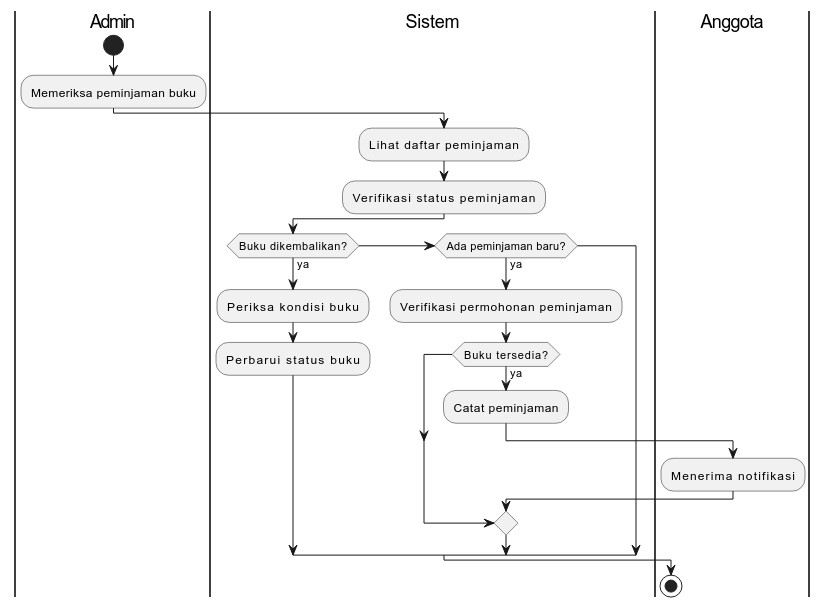 Admin
Sistem
Anggota
Memeriksa peminjaman buku
Lihat daftar peminjaman
Verifikasi status peminjaman
Buku dikembalikan?
Ada peminjaman baru?
ya
ya
Periksa kondisi buku
Verifikasi permohonan peminjaman
Perbarui status buku
Buku tersedia?
ya
Catat peminjaman
Menerima notifikasi